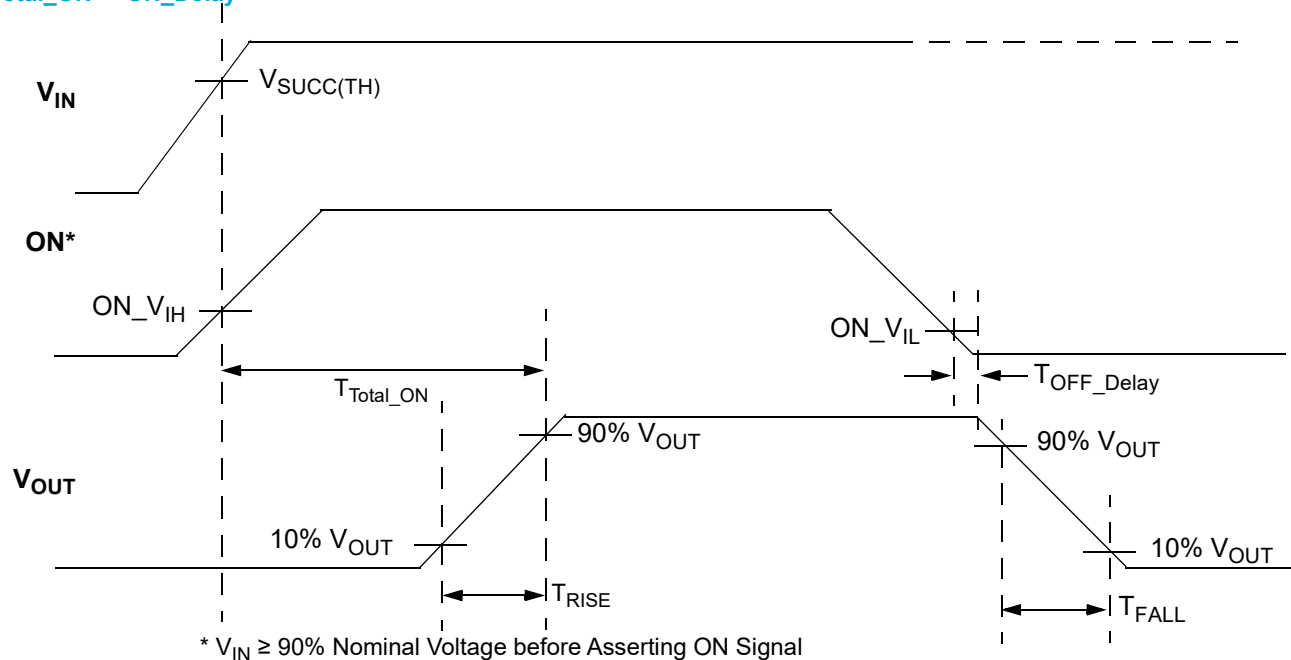 V_IN
V_SUCC(TH)
ON*
ON_V_IH
ON_V_IL
T_Total_ON
T_OFF_Delay
90% V_OUT
90% V_OUT
V_OUT
10% V_OUT
10% V_OUT
T_RISE
T_FALL
* V_IN ≥ 90% Nominal Voltage before Asserting ON Signal